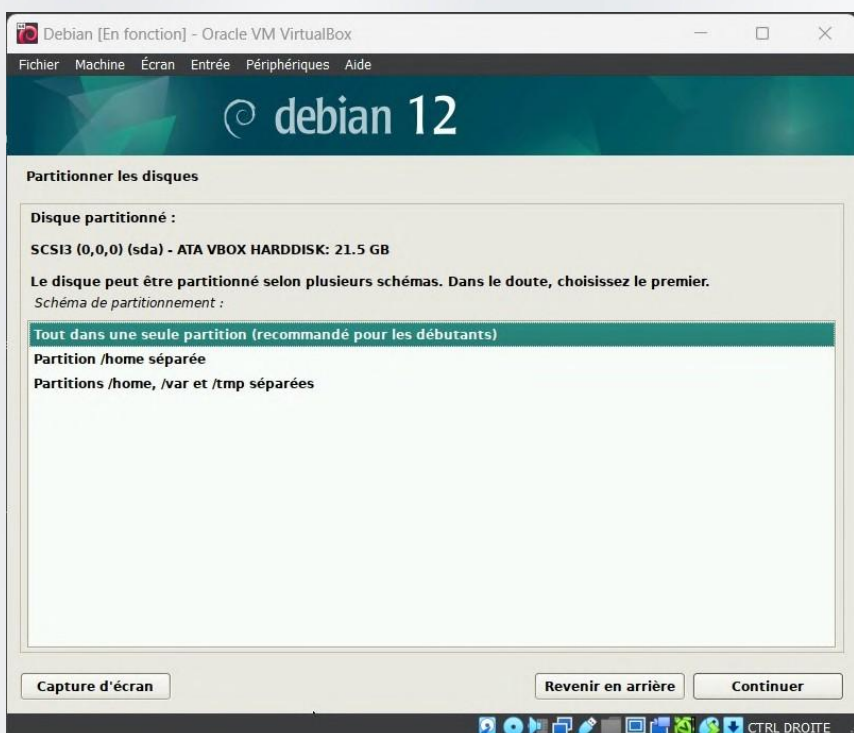 Debian [En fonction] - Oracle VM VirtualBox
Fichier Machine Écran Entrée Périphériques Aide
debian 12
Partitionner les disques
Disque partitionné :
SCSI3 (0,0,0) (sda) - ATA VBOX HARDDISK: 21.5 GB
Le disque peut être partitionné selon plusieurs schémas. Dans le doute, choisissez le premier.
Schéma de partitionnement :
Tout dans une seule partition (recommandé pour les débutants)
Partition /home séparée
Partitions /home, /var et /tmp séparées
Capture d'écran Revenir en arrière Continuer
CTRL DROITE